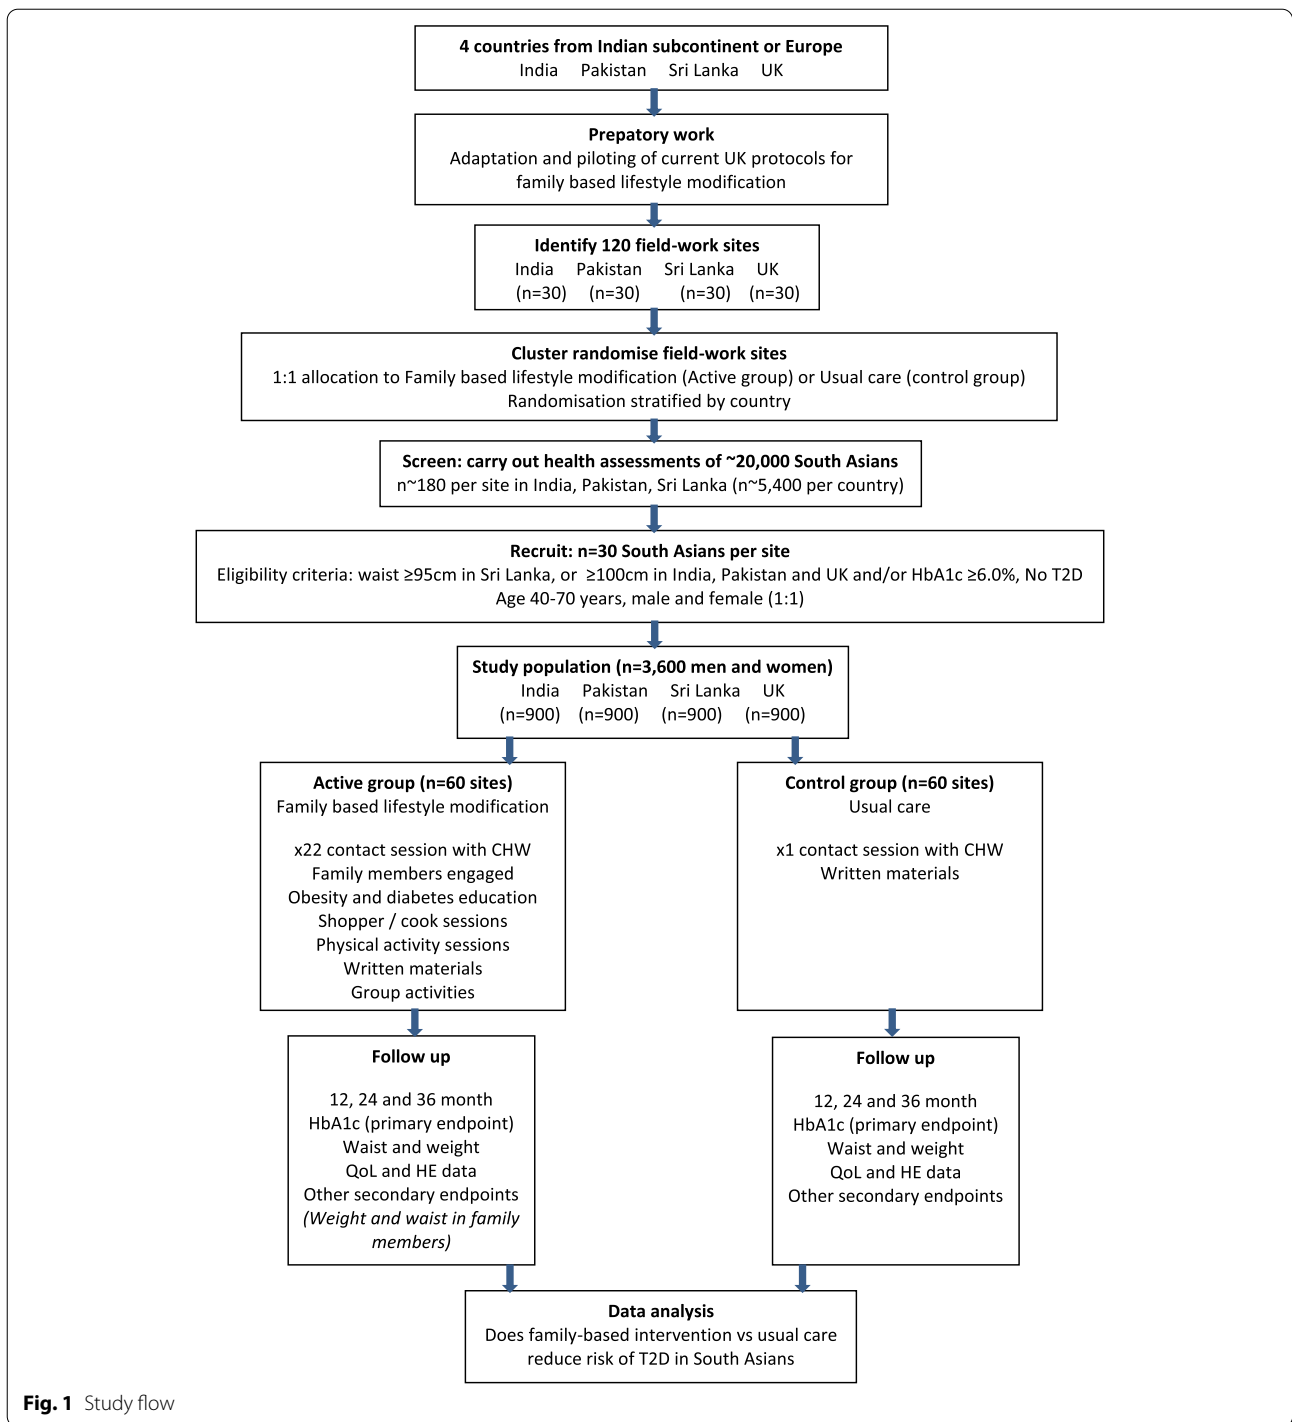 4 countries from Indian subcontinent or Europe
India Pakistan Sri Lanka UK
Prepatory work
Adaptation and piloting of current UK protocols for
family based lifestyle modification
Identify 120 field-work sites
India Pakistan Sri Lanka UK
(n=30) (n=30) (n=30) (n=30)
Cluster randomise field-work sites
1:1 allocation to Family based lifestyle modification (Active group) or Usual care (control group)
Randomisation stratified by country
Screen: carry out health assessments of ~20,000 South Asians
n~180 per site in India, Pakistan, Sri Lanka (n~5,400 per country)
Recruit: n=30 South Asians per site
Eligibility criteria: waist ≥95cm in Sri Lanka, or ≥100cm in India, Pakistan and UK and/or HbA1c ≥6.0%, No T2D
Age 40-70 years, male and female (1:1)
Study population (n=3,600 men and women)
India Pakistan Sri Lanka UK
(n=900) (n=900) (n=900) (n=900)
Active group (n=60 sites)
Family based lifestyle modification
x22 contact session with CHW
Family members engaged
Obesity and diabetes education
Shopper / cook sessions
Physical activity sessions
Written materials
Group activities
Control group (n=60 sites)
Usual care
x1 contact session with CHW
Written materials
Follow up
12, 24 and 36 month
HbA1c (primary endpoint)
Waist and weight
QoL and HE data
Other secondary endpoints
(Weight and waist in family
members)
Follow up
12, 24 and 36 month
HbA1c (primary endpoint)
Waist and weight
QoL and HE data
Other secondary endpoints
Data analysis
Does family-based intervention vs usual care
reduce risk of T2D in South Asians
Fig. 1 Study flow